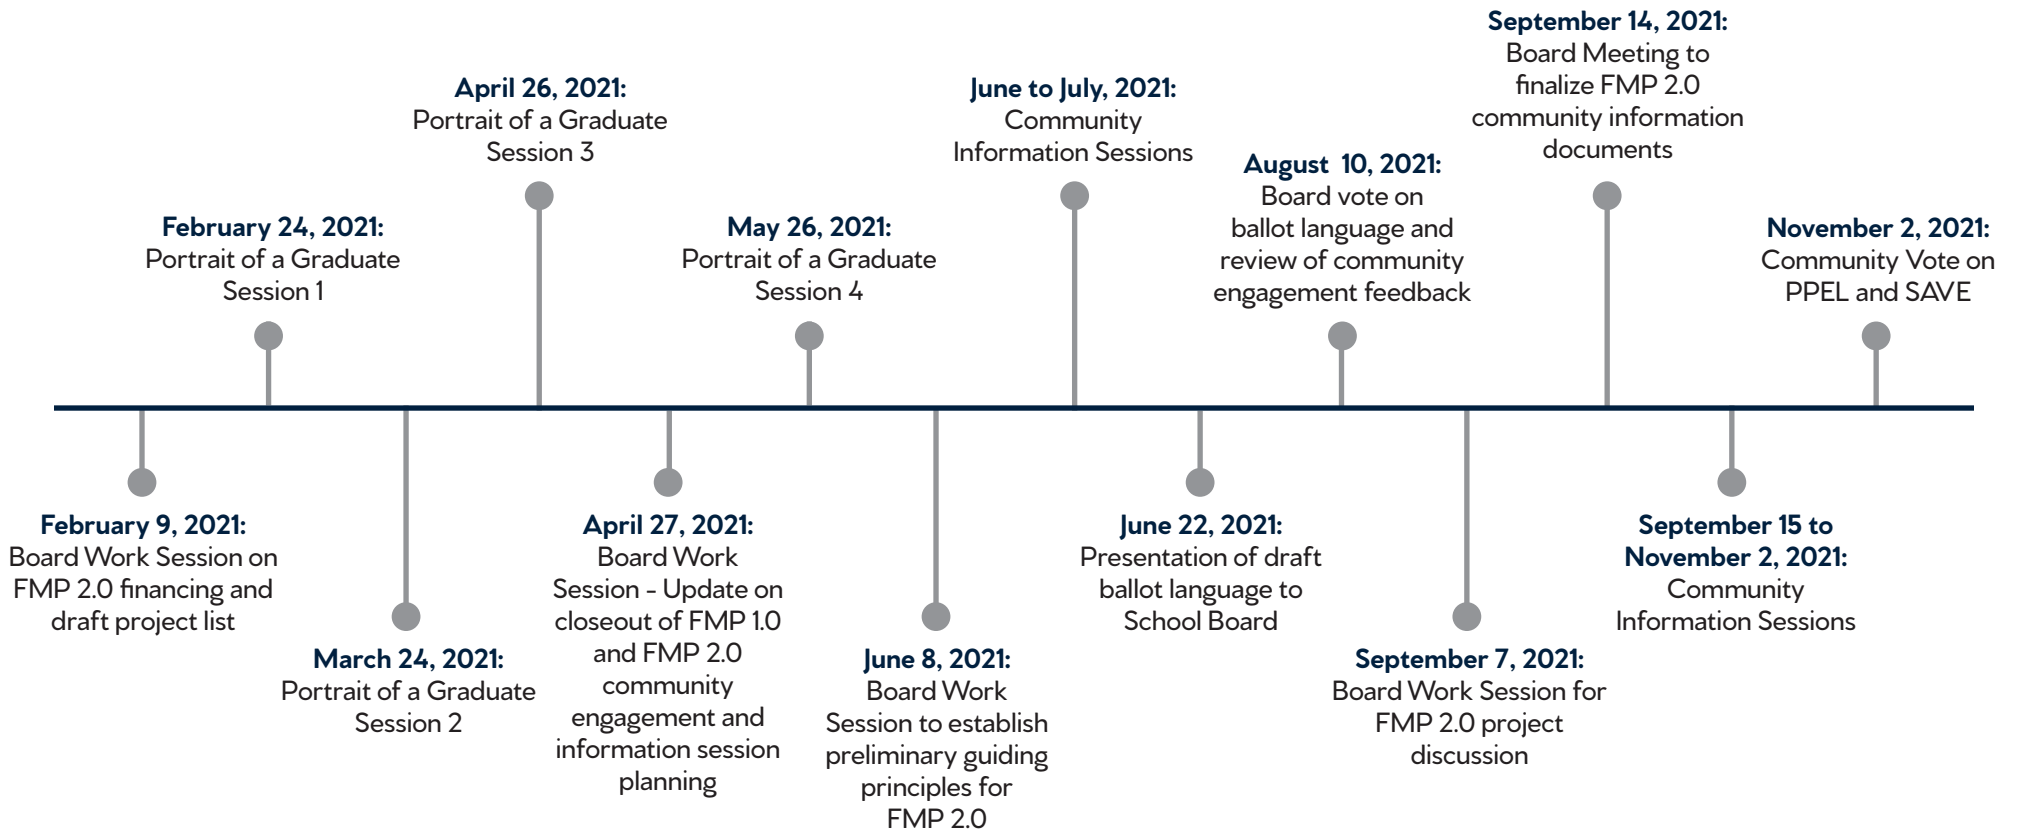 February 9, 2021:
Board Work Session on
FMP 2.0 financing and
draft project list
February 24, 2021:
Portrait of a Graduate
Session 1
March 24, 2021:
Portrait of a Graduate
Session 2
April 26, 2021:
Portrait of a Graduate
Session 3
April 27, 2021:
Board Work
Session - Update on
closeout of FMP 1.0
and FMP 2.0
community
engagement and
information session
planning
May 26, 2021:
Portrait of a Graduate
Session 4
June 8, 2021:
Board Work
Session to establish
preliminary guiding
principles for
FMP 2.0
June to July, 2021:
Community
Information Sessions
June 22, 2021:
Presentation of draft
ballot language to
School Board
August  10, 2021:
Board vote on
ballot language and
review of community
engagement feedback
September 7, 2021:
Board Work Session for
FMP 2.0 project
discussion
September 14, 2021:
Board Meeting to
finalize FMP 2.0
community information
documents
September 15 to
November 2, 2021:
Community
Information Sessions
November 2, 2021:
Community Vote on
PPEL and SAVE